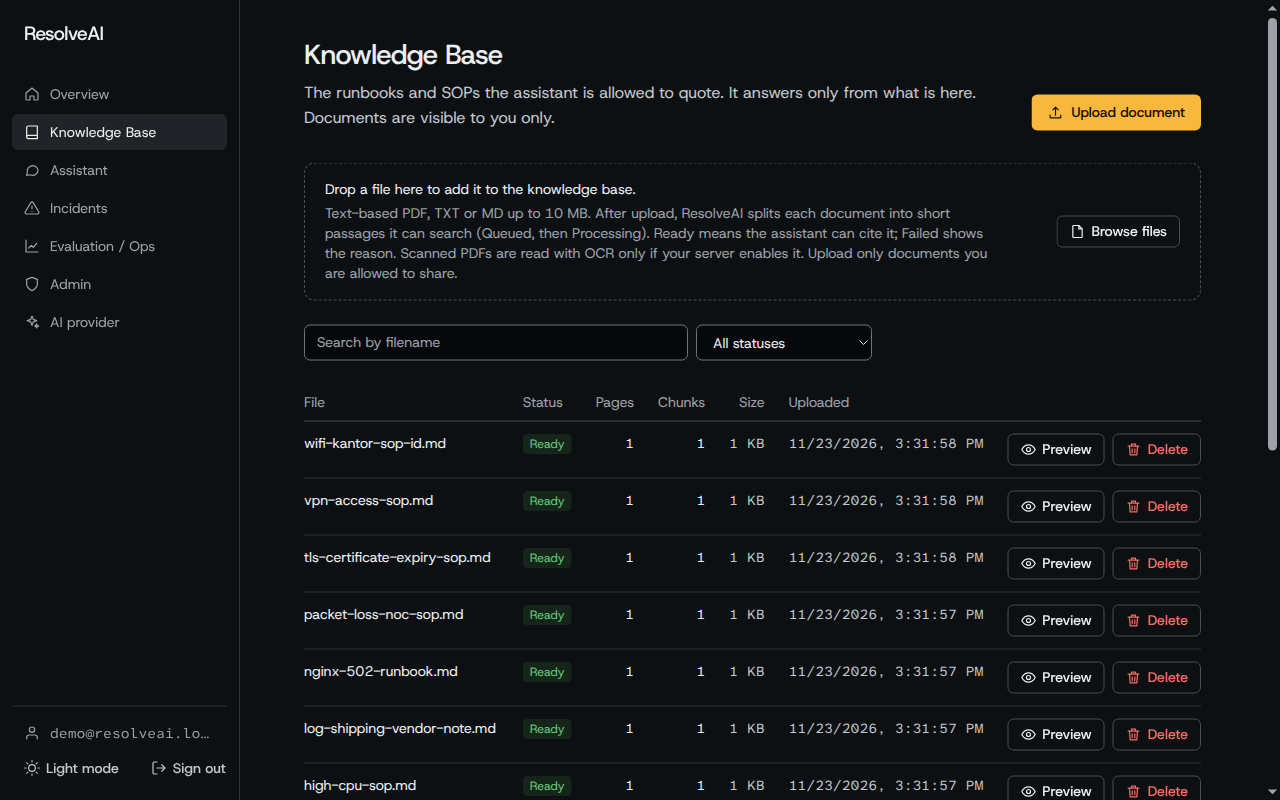 ResolveAI
Overview
Knowledge Base
Assistant
Incidents
Evaluation / Ops
Admin
AI provider
demo@resolveai.lo…
Light mode
Sign out
Knowledge Base
The runbooks and SOPs the assistant is allowed to quote. It answers only from what is here.
Documents are visible to you only.
Upload document
Drop a file here to add it to the knowledge base.
Text-based PDF, TXT or MD up to 10 MB. After upload, ResolveAI splits each document into short
passages it can search (Queued, then Processing). Ready means the assistant can cite it; Failed shows
the reason. Scanned PDFs are read with OCR only if your server enables it. Upload only documents you
are allowed to share.
Browse files
Search by filename
All statuses
File Status Pages Chunks Size Uploaded
wifi-kantor-sop-id.md Ready 1 1 1 KB 11/23/2026, 3:31:58 PM Preview Delete
vpn-access-sop.md Ready 1 1 1 KB 11/23/2026, 3:31:58 PM Preview Delete
tls-certificate-expiry-sop.md Ready 1 1 1 KB 11/23/2026, 3:31:58 PM Preview Delete
packet-loss-noc-sop.md Ready 1 1 1 KB 11/23/2026, 3:31:57 PM Preview Delete
nginx-502-runbook.md Ready 1 1 1 KB 11/23/2026, 3:31:57 PM Preview Delete
log-shipping-vendor-note.md Ready 1 1 1 KB 11/23/2026, 3:31:57 PM Preview Delete
high-cpu-sop.md Ready 1 1 1 KB 11/23/2026, 3:31:57 PM Preview Delete